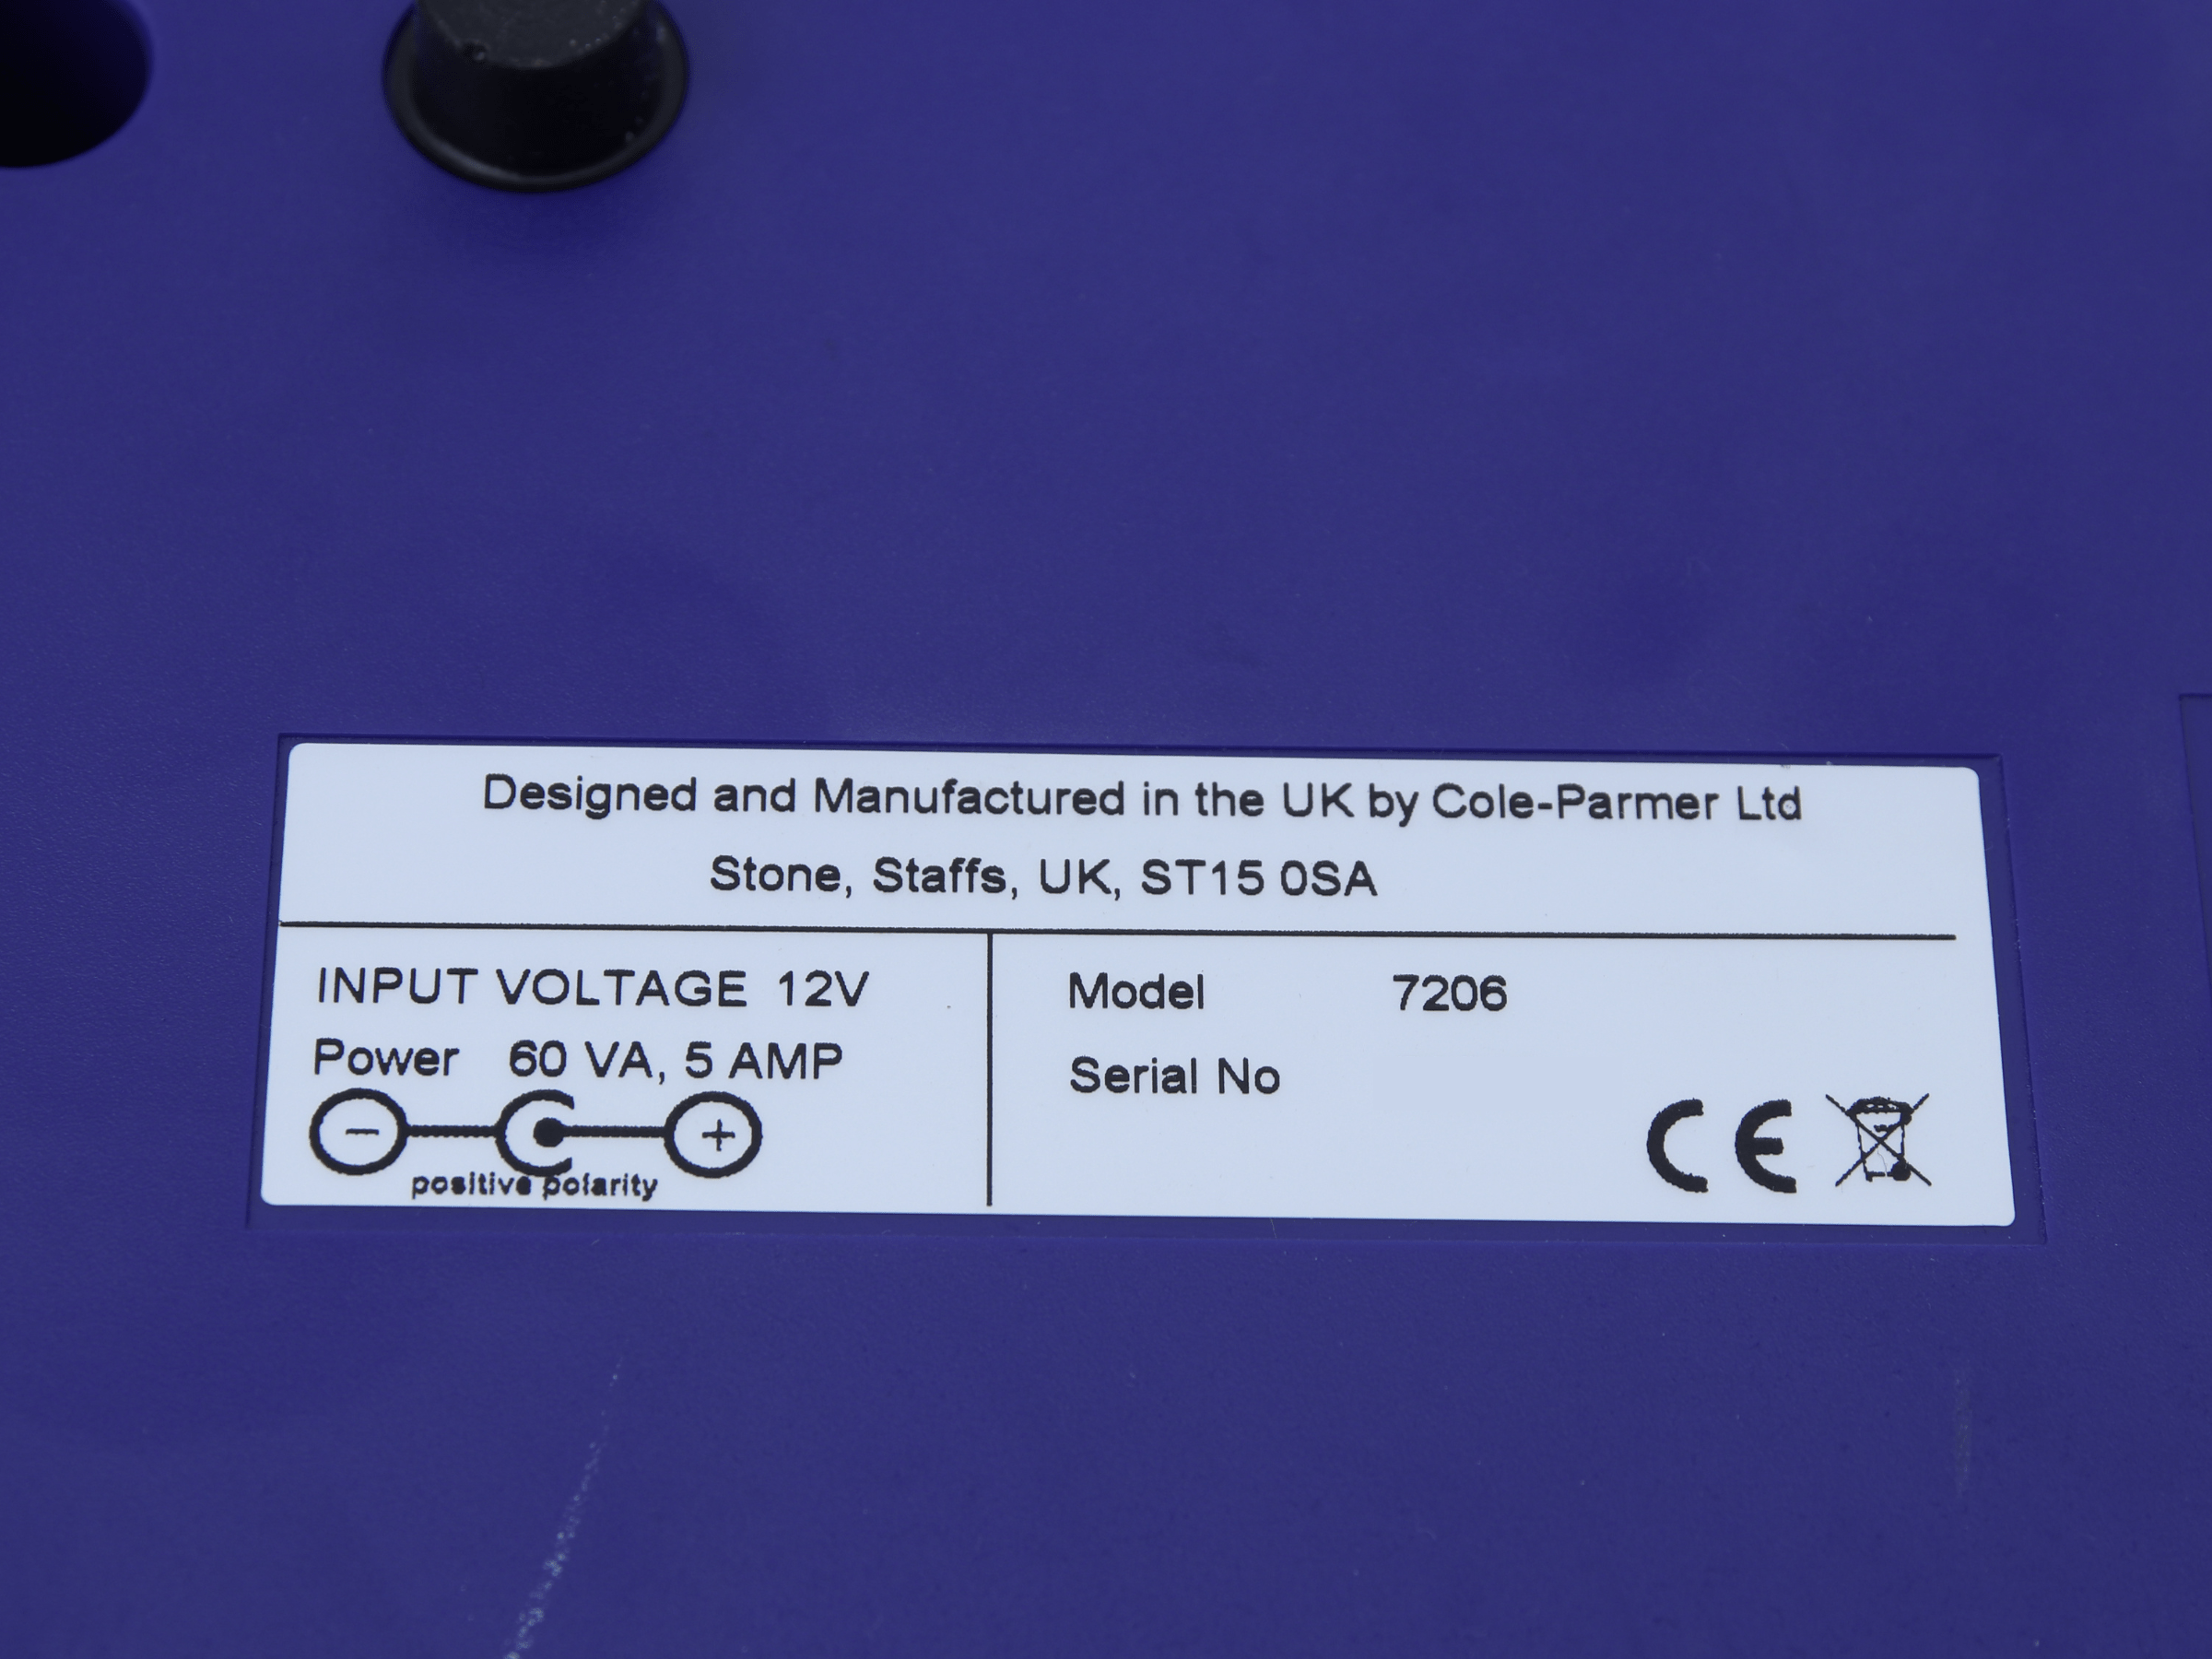 Designed and Manufactured in the UK by Cole-Parmer Ltd
Stone, Staffs, UK, ST15 0SA
INPUT VOLTAGE 12V
Power 60 VA, 5 AMP
− +
positive polarity
Model 7206
Serial No
CE